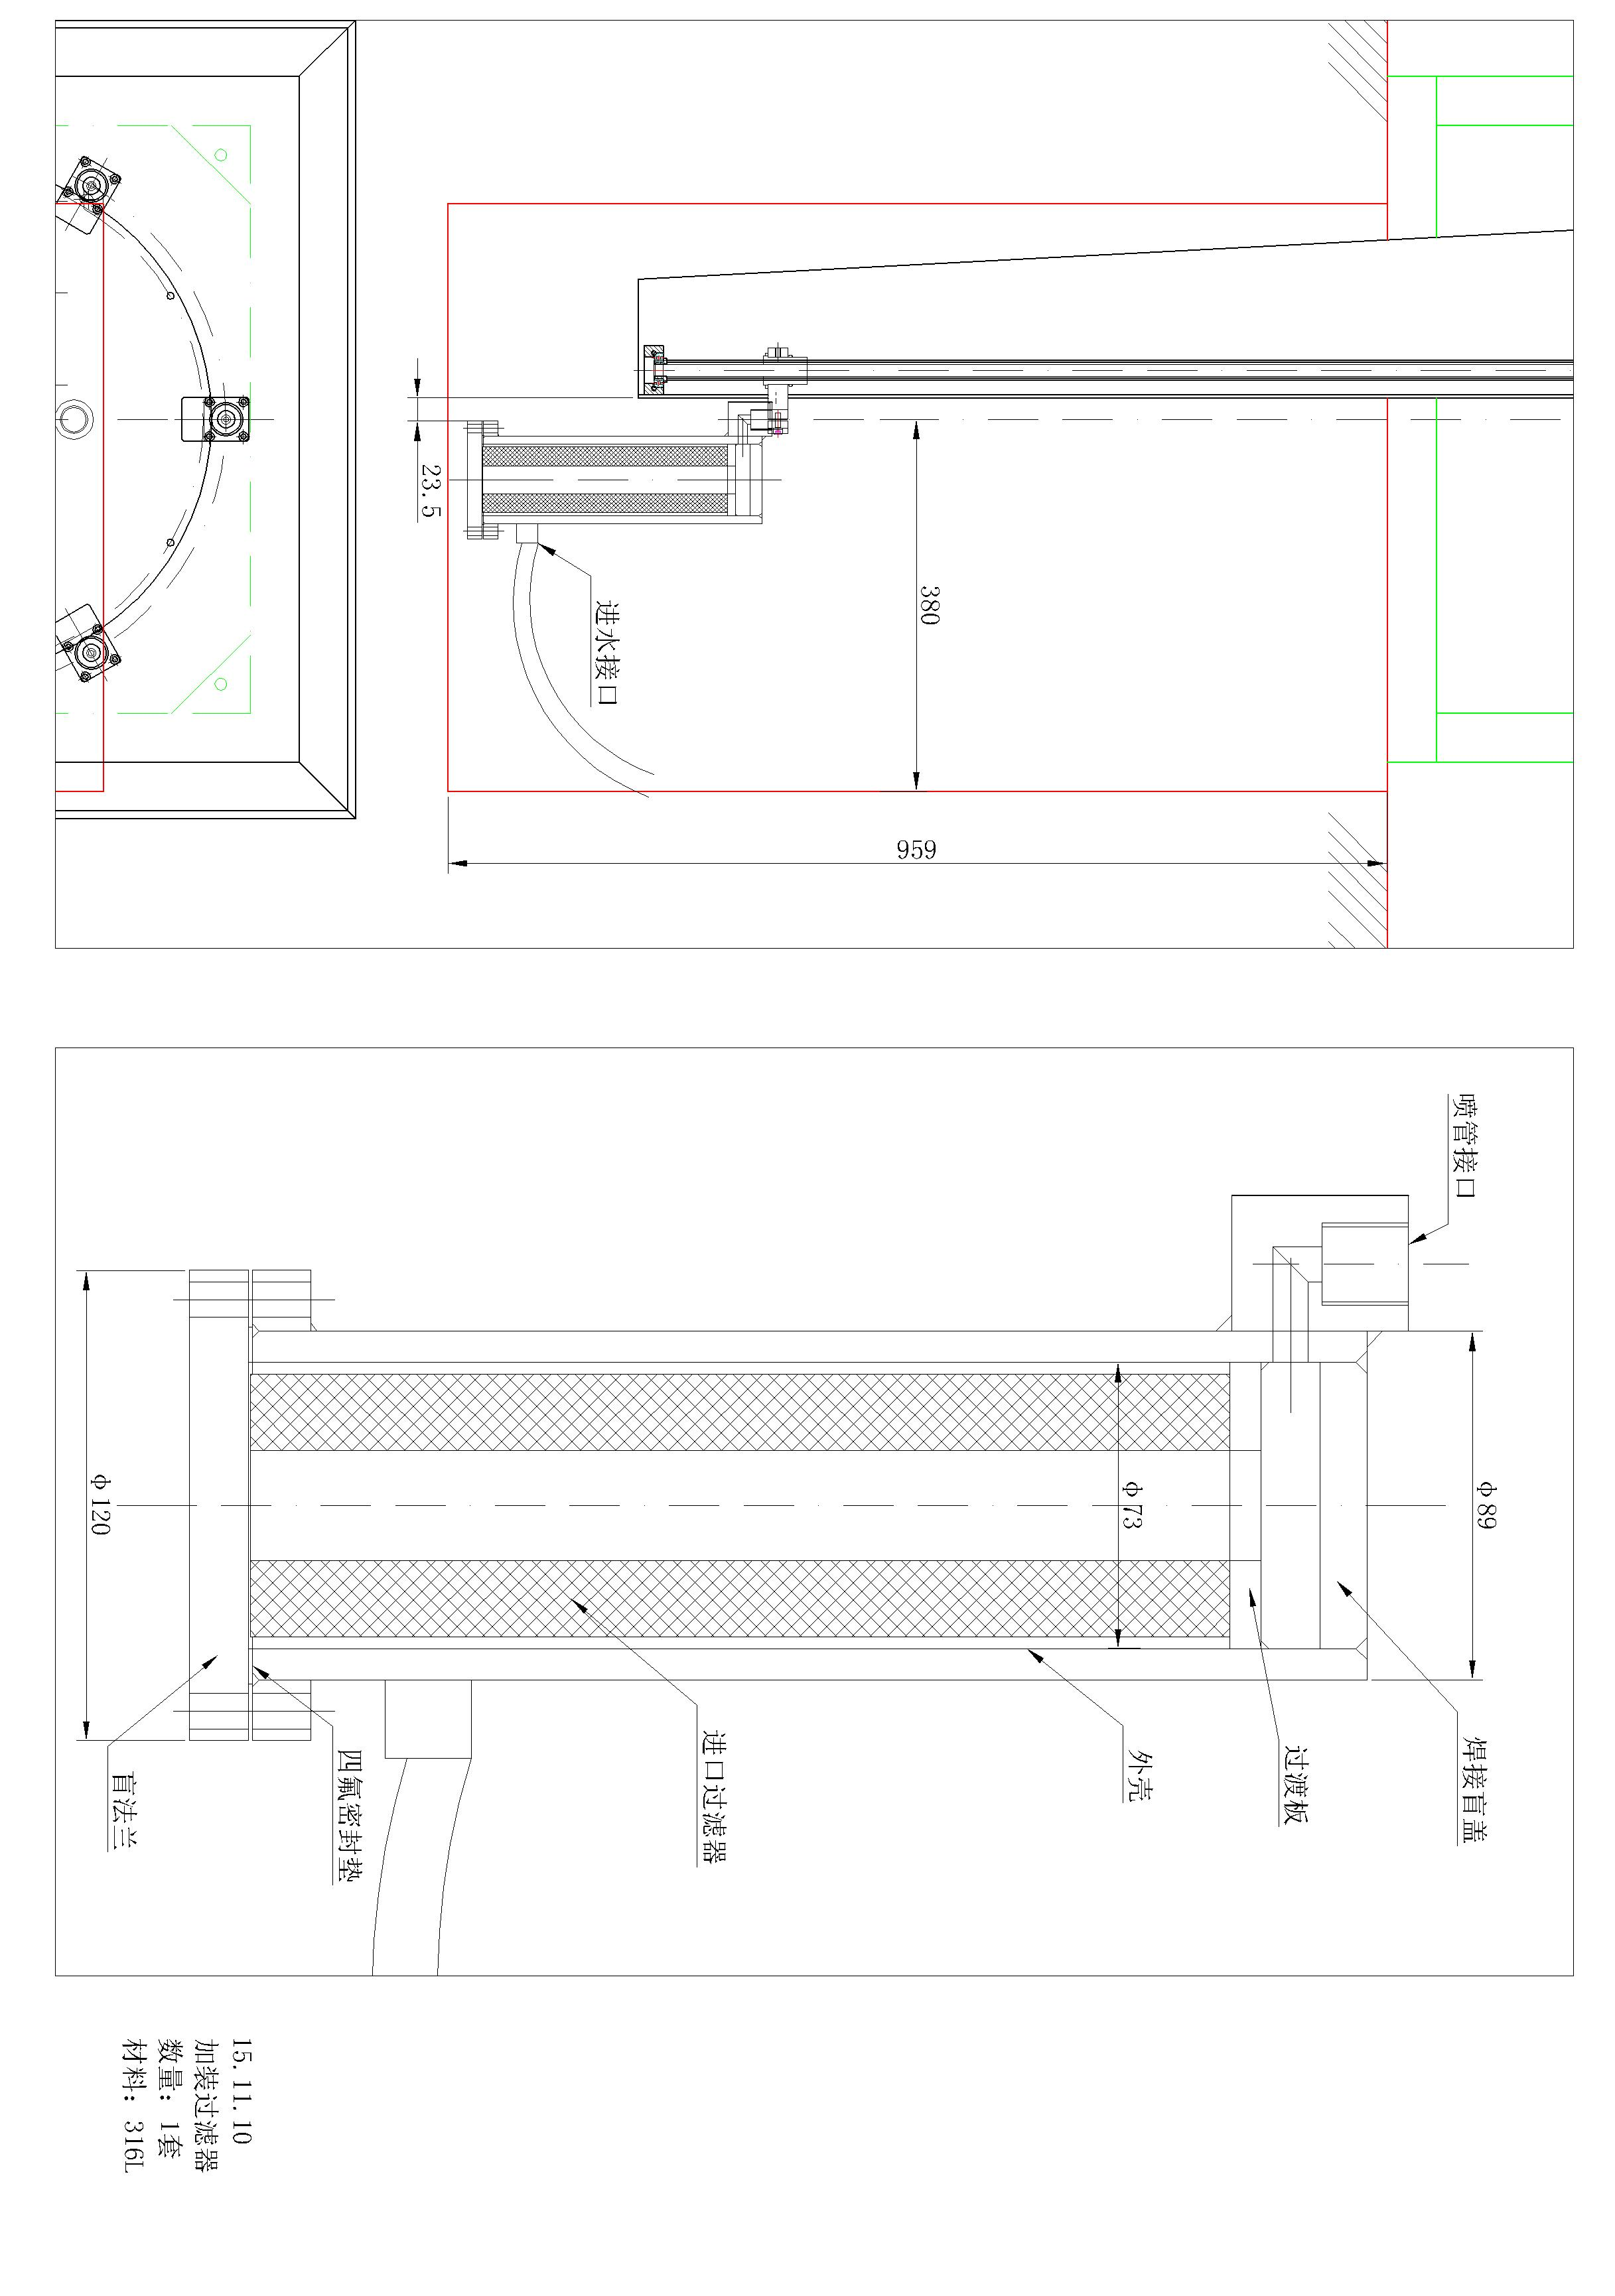 23.5
进水接口
380
959
喷管接口
Φ89
Φ73
Φ120
焊接盲盖
过渡板
外壳
进口过滤器
四氟密封垫
盲法兰
15.11.10
加装过滤器
数量：1套
材料：316L